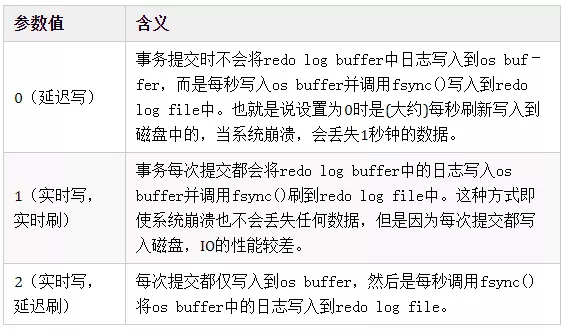 参数值 含义
事务提交时不会将redo log buffer中日志写入到os buf-
fer，而是每秒写入os buffer并调用fsync()写入到redo
0（延迟写） log file中。也就是说设置为0时是(大约)每秒刷新写入到
磁盘中的，当系统崩溃，会丢失1秒钟的数据。
事务每次提交都会将redo log buffer中的日志写入os
1（实时写， buffer并调用fsync()刷到redo log file中。这种方式即
实时刷） 使系统崩溃也不会丢失任何数据，但是因为每次提交都写
入磁盘，IO的性能较差。
2（实时写， 每次提交都仅写入到os buffer，然后是每秒调用fsync()
延迟刷） 将os buffer中的日志写入到redo log file。